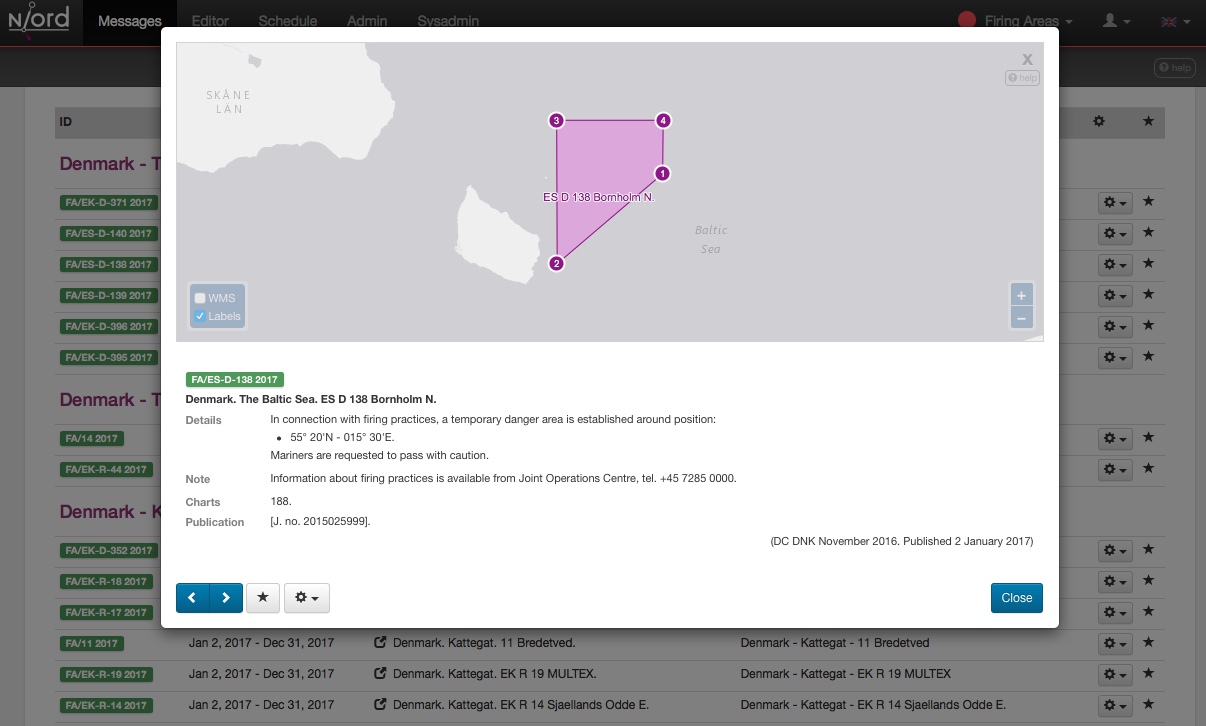 Njord
Messages Editor Schedule Admin Sysadmin Firing Areas
help
ID
X
help
SKÅNE
LÄN
3 4
1
ES D 138 Bornholm N.
2
Baltic
Sea
WMS
Labels
+
−
Denmark - T
FA/EK-D-371 2017
FA/ES-D-140 2017
FA/ES-D-138 2017
FA/ES-D-139 2017
FA/EK-D-396 2017
FA/EK-D-395 2017
Denmark - T
FA/14 2017
FA/EK-R-44 2017
Denmark - K
FA/EK-D-352 2017
FA/EK-R-18 2017
FA/EK-R-17 2017
FA/ES-D-138 2017
Denmark. The Baltic Sea. ES D 138 Bornholm N.
Details In connection with firing practices, a temporary danger area is established around position:
• 55° 20'N - 015° 30'E.
Mariners are requested to pass with caution.
Note Information about firing practices is available from Joint Operations Centre, tel. +45 7285 0000.
Charts 188.
Publication [J. no. 2015025999].
(DC DNK November 2016. Published 2 January 2017)
Close
FA/11 2017 Jan 2, 2017 - Dec 31, 2017 Denmark. Kattegat. 11 Bredetved. Denmark - Kattegat - 11 Bredetved
FA/EK-R-19 2017 Jan 2, 2017 - Dec 31, 2017 Denmark. Kattegat. EK R 19 MULTEX. Denmark - Kattegat - EK R 19 MULTEX
FA/EK-R-14 2017 Jan 2, 2017 - Dec 31, 2017 Denmark. Kattegat. EK R 14 Sjaellands Odde E. Denmark - Kattegat - EK R 14 Sjaellands Odde E.